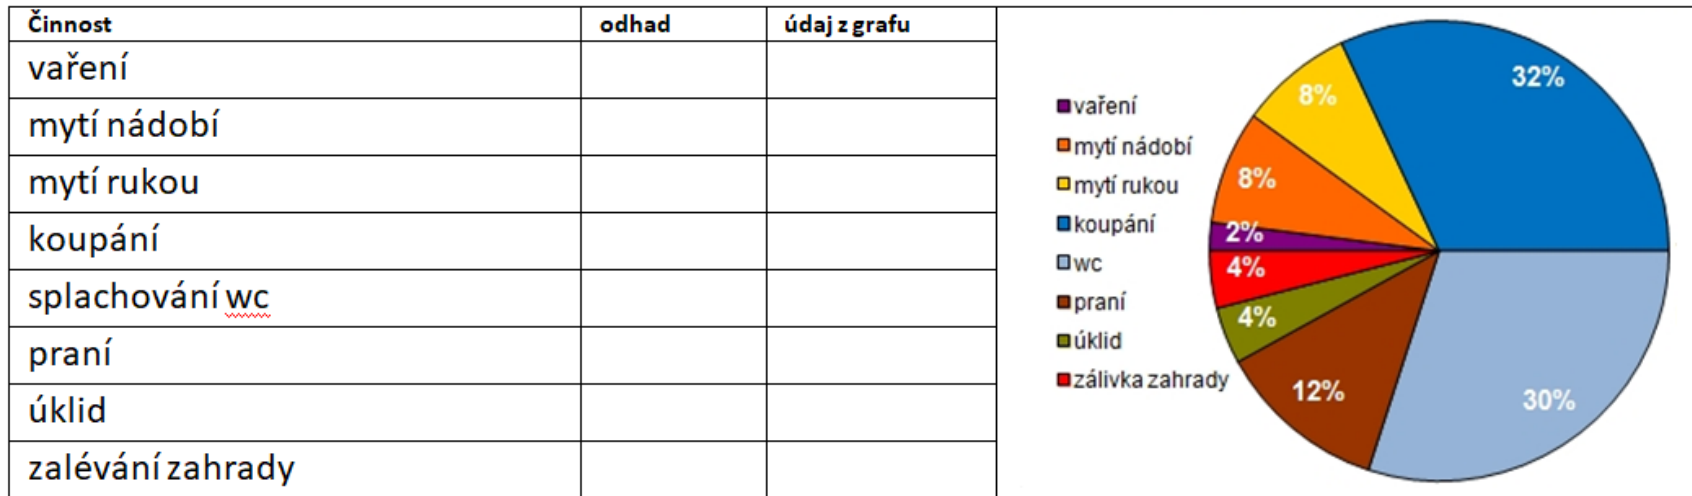 Činnost odhad údaj z grafu
vaření
mytí nádobí
mytí rukou
koupání
splachování wc
praní
úklid
zalévání zahrady
vaření
mytí nádobí
mytí rukou
koupání
wc
praní
úklid
zálivka zahrady
32%
8%
8%
2%
4%
4%
12%
30%